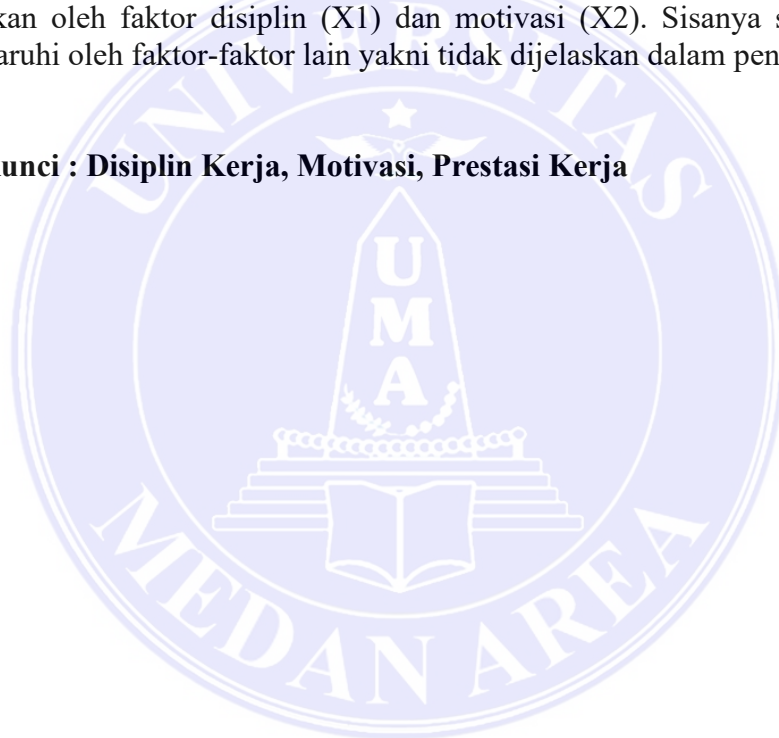 kan oleh faktor disiplin (X1) dan motivasi (X2). Sisanya s
aruhi oleh faktor-faktor lain yakni tidak dijelaskan dalam pen
unci : Disiplin Kerja, Motivasi, Prestasi Kerja
UNIVERSITAS
U
M
A
MEDAN AREA